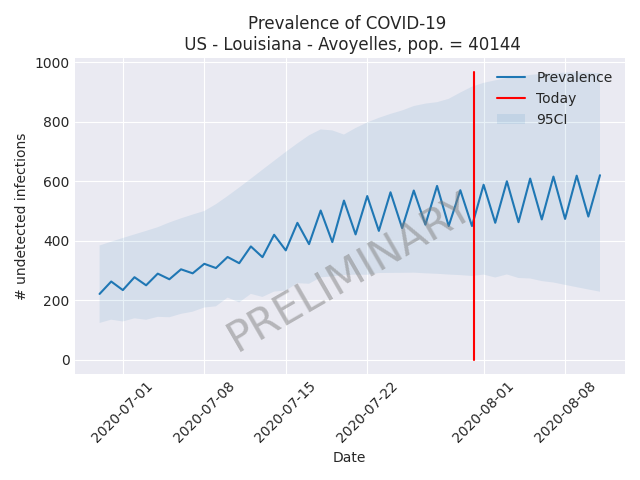 Prevalence of COVID-19
US - Louisiana - Avoyelles, pop. = 40144
1000
800
600
400
200
0
# undetected infections
Prevalence
Today
95CI
PRELIMINARY
2020-07-01
2020-07-08
2020-07-15
2020-07-22
2020-08-01
2020-08-08
Date